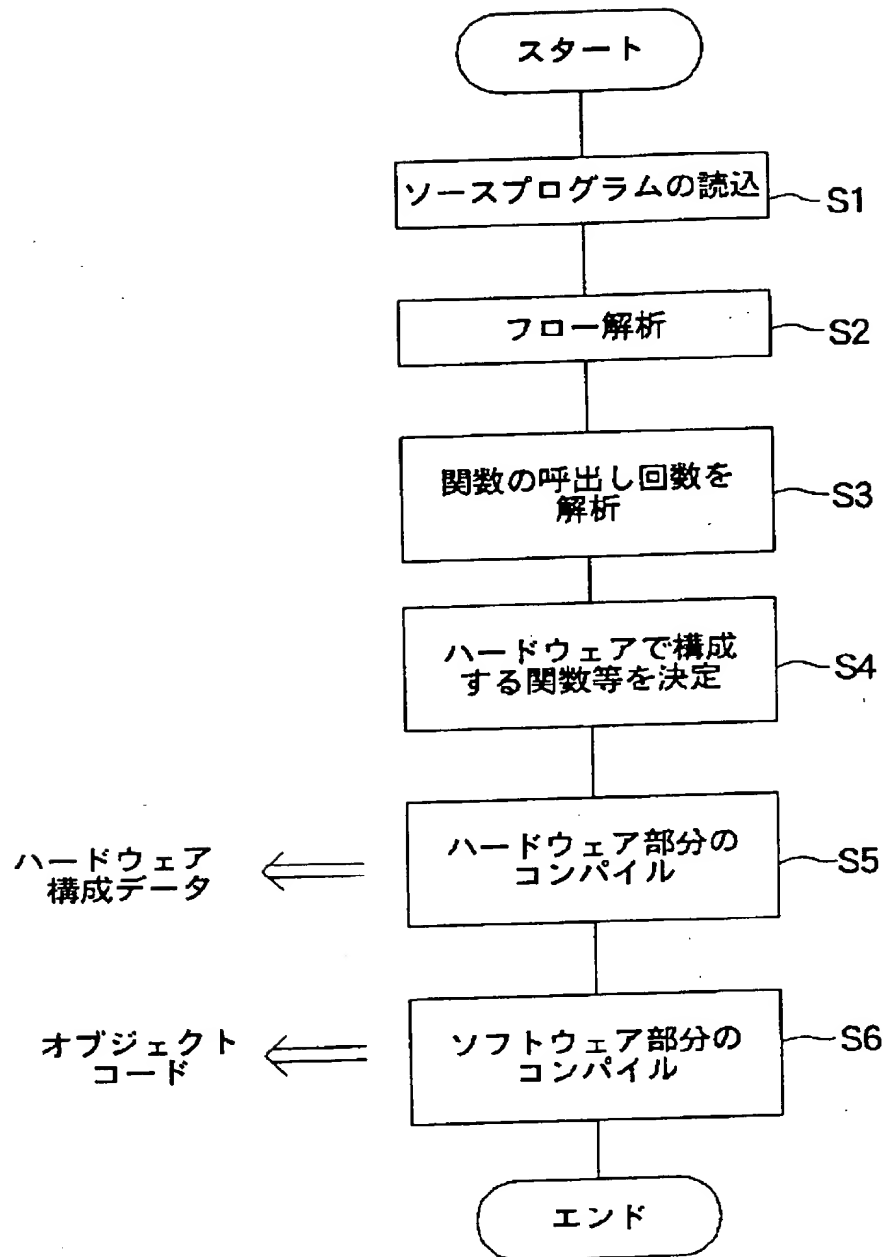 スタート
ソースプログラムの読込
S1
フロー解析
S2
関数の呼出し回数を
解析
S3
ハードウェアで構成
する関数等を決定
S4
ハードウェア部分の
コンパイル
S5
ハードウェア
構成データ
ソフトウェア部分の
コンパイル
S6
オブジェクト
コード
エンド